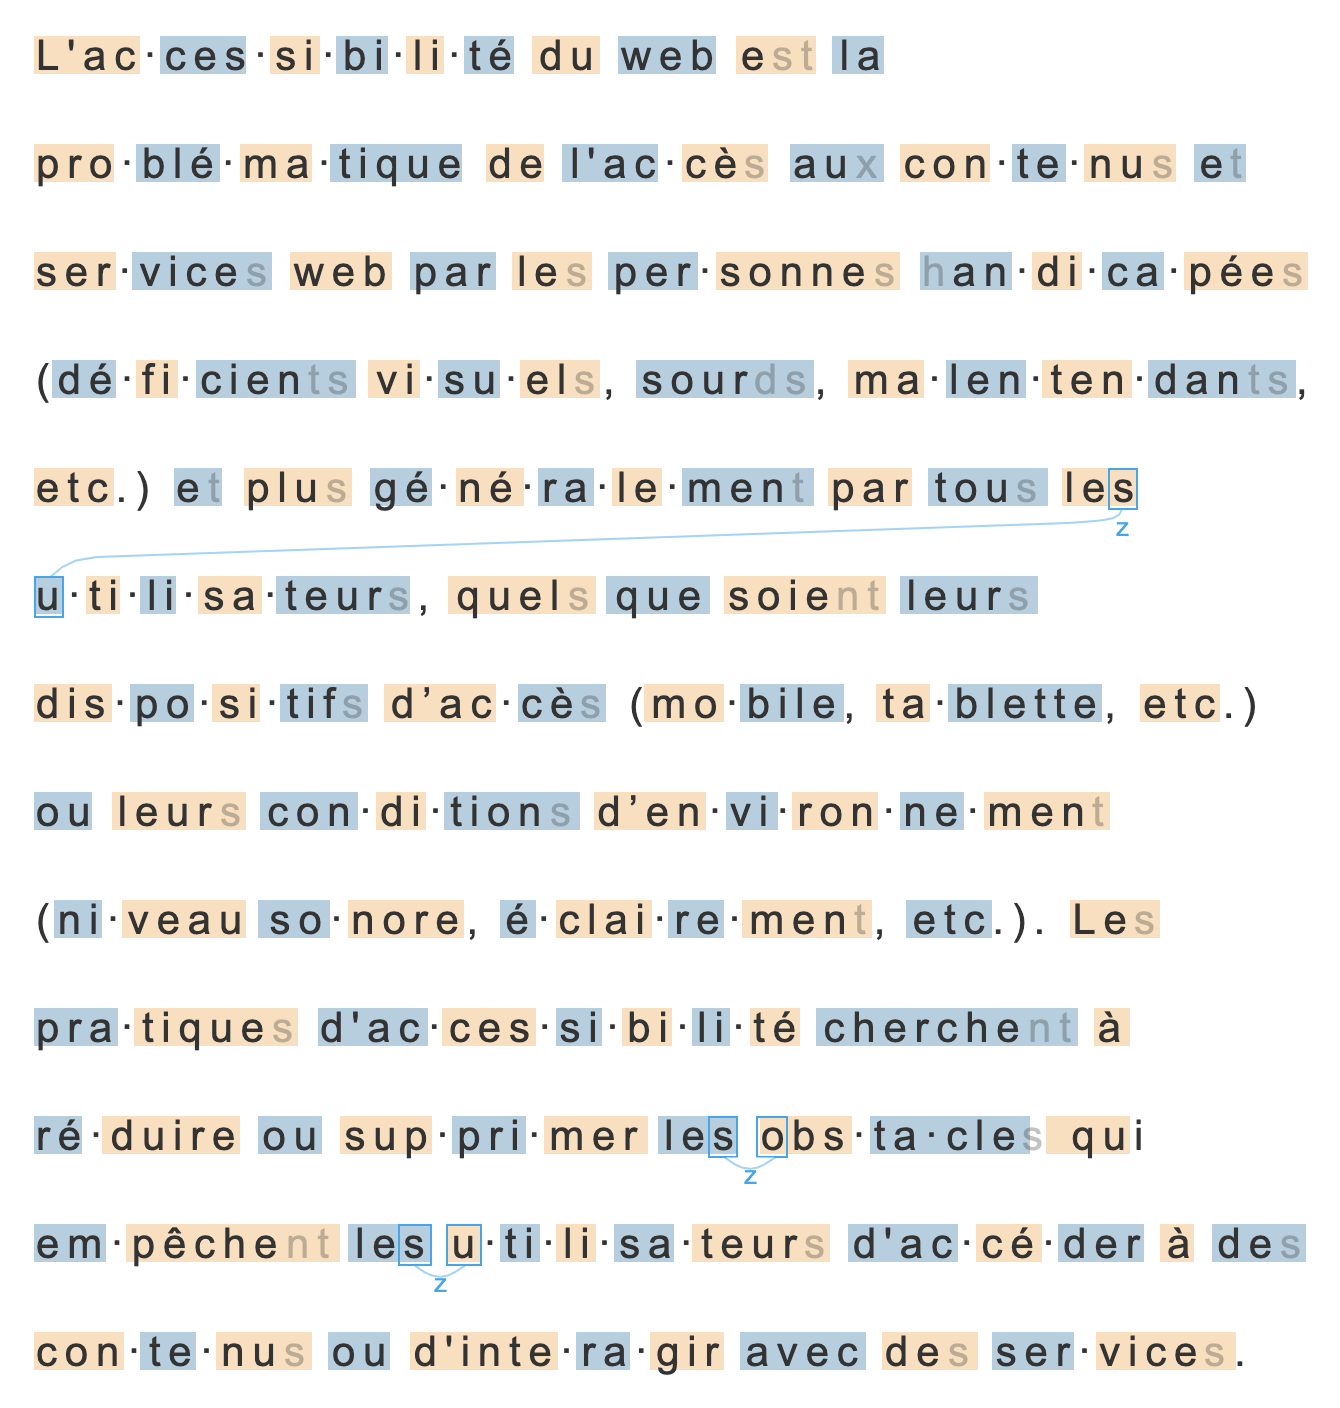 L'ac·ces·si·bi·li·té du web est la
pro·blé·ma·tique de l'ac·cès aux con·te·nus et
ser·vices web par les per·sonnes han·di·ca·pées
(dé·fi·cients vi·su·els, sourds, ma·len·ten·dants,
etc.) et plus gé·né·ra·le·ment par tous les
z
u·ti·li·sa·teurs, quels que soient leurs
dis·po·si·tifs d’ac·cès (mo·bile, ta·blette, etc.)
ou leurs con·di·tions d’en·vi·ron·ne·ment
(ni·veau so·nore, é·clai·re·ment, etc.). Les
pra·tiques d'ac·ces·si·bi·li·té cherchent à
ré·duire ou sup·pri·mer les obs·ta·cles qui
z
em·pêchent les u·ti·li·sa·teurs d'ac·cé·der à des
z
con·te·nus ou d'inte·ra·gir avec des ser·vices.